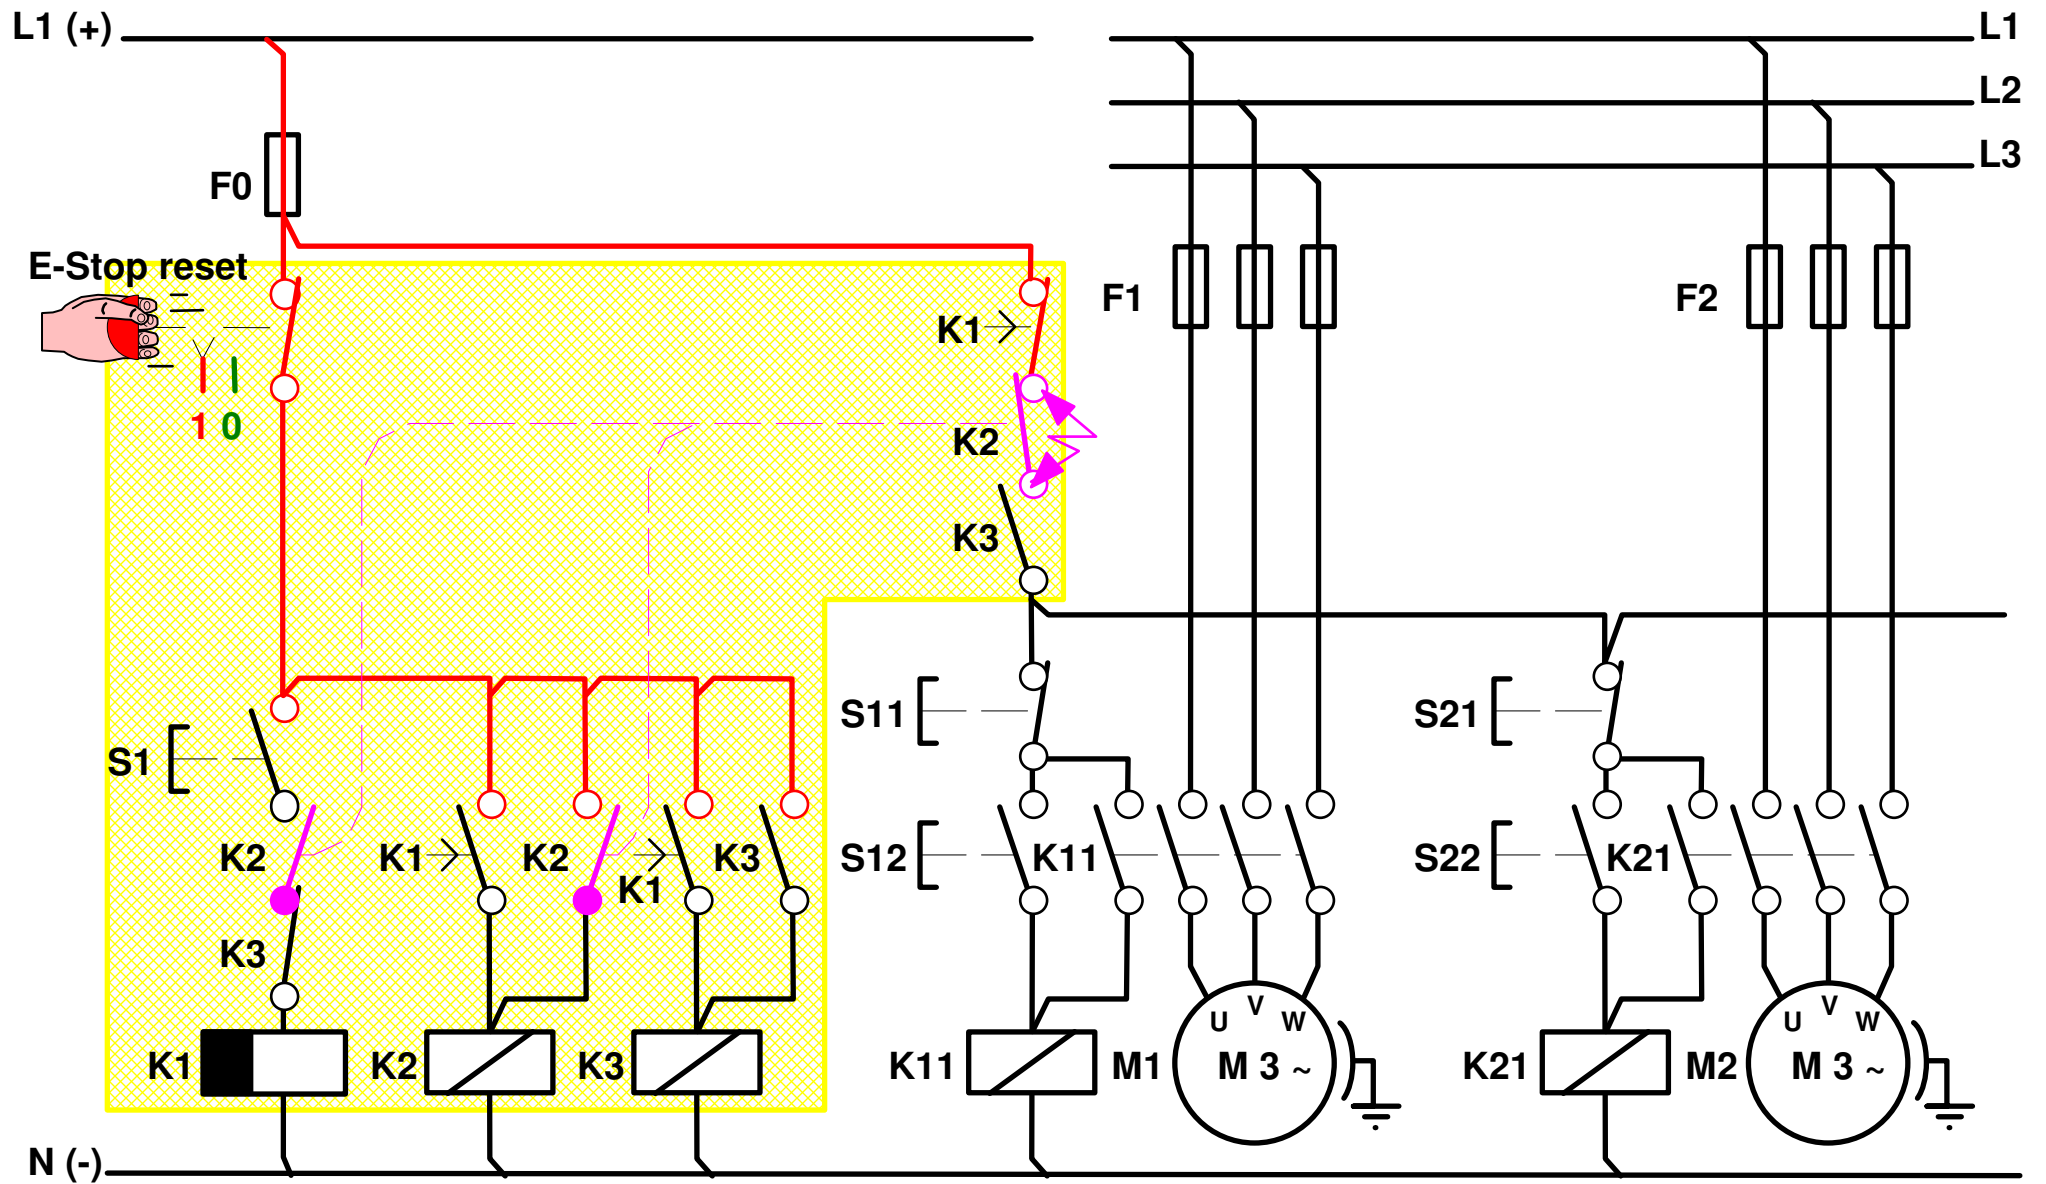 L1 (+)
L1
L2
L3
F0
E-Stop reset
F1
F2
K1
1 0
K2
K3
S11
S21
S1
K2
K1
K2
K1
K3
S12
K11
S22
K21
K3
U V W
U V W
K1
K2
K3
K11
M1
M 3 ~
K21
M2
M 3 ~
N (-)